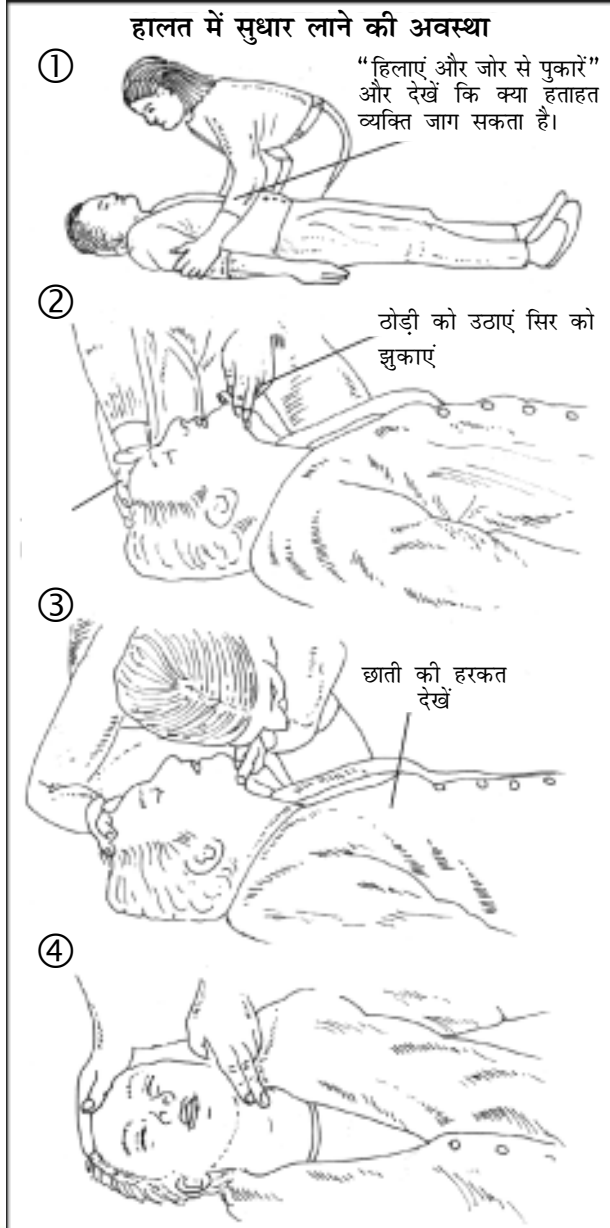 हालत में सुधार लाने की अवस्था
①
“हिलाएं और जोर से पुकारें”
और देखें कि क्या हताहत
व्यक्ति जाग सकता है।
②
ठोड़ी को उठाएं सिर को
झुकाएं
③
छाती की हरकत
देखें
④